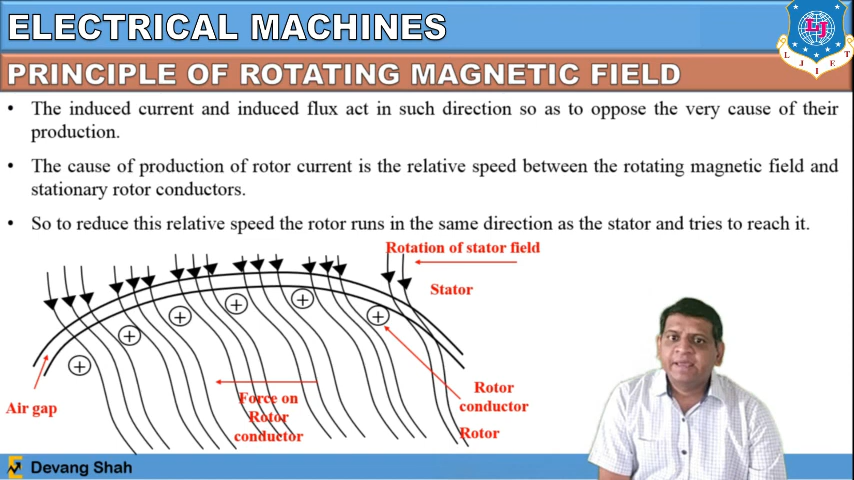 ELECTRICAL MACHINES
LJ
L J I E T
PRINCIPLE OF ROTATING MAGNETIC FIELD
• The induced current and induced flux act in such direction so as to oppose the very cause of their
production.
• The cause of production of rotor current is the relative speed between the rotating magnetic field and
stationary rotor conductors.
• So to reduce this relative speed the rotor runs in the same direction as the stator and tries to reach it.
Rotation of stator field
Stator
Air gap
Force on
Rotor
conductor
Rotor
conductor
Rotor
Devang Shah